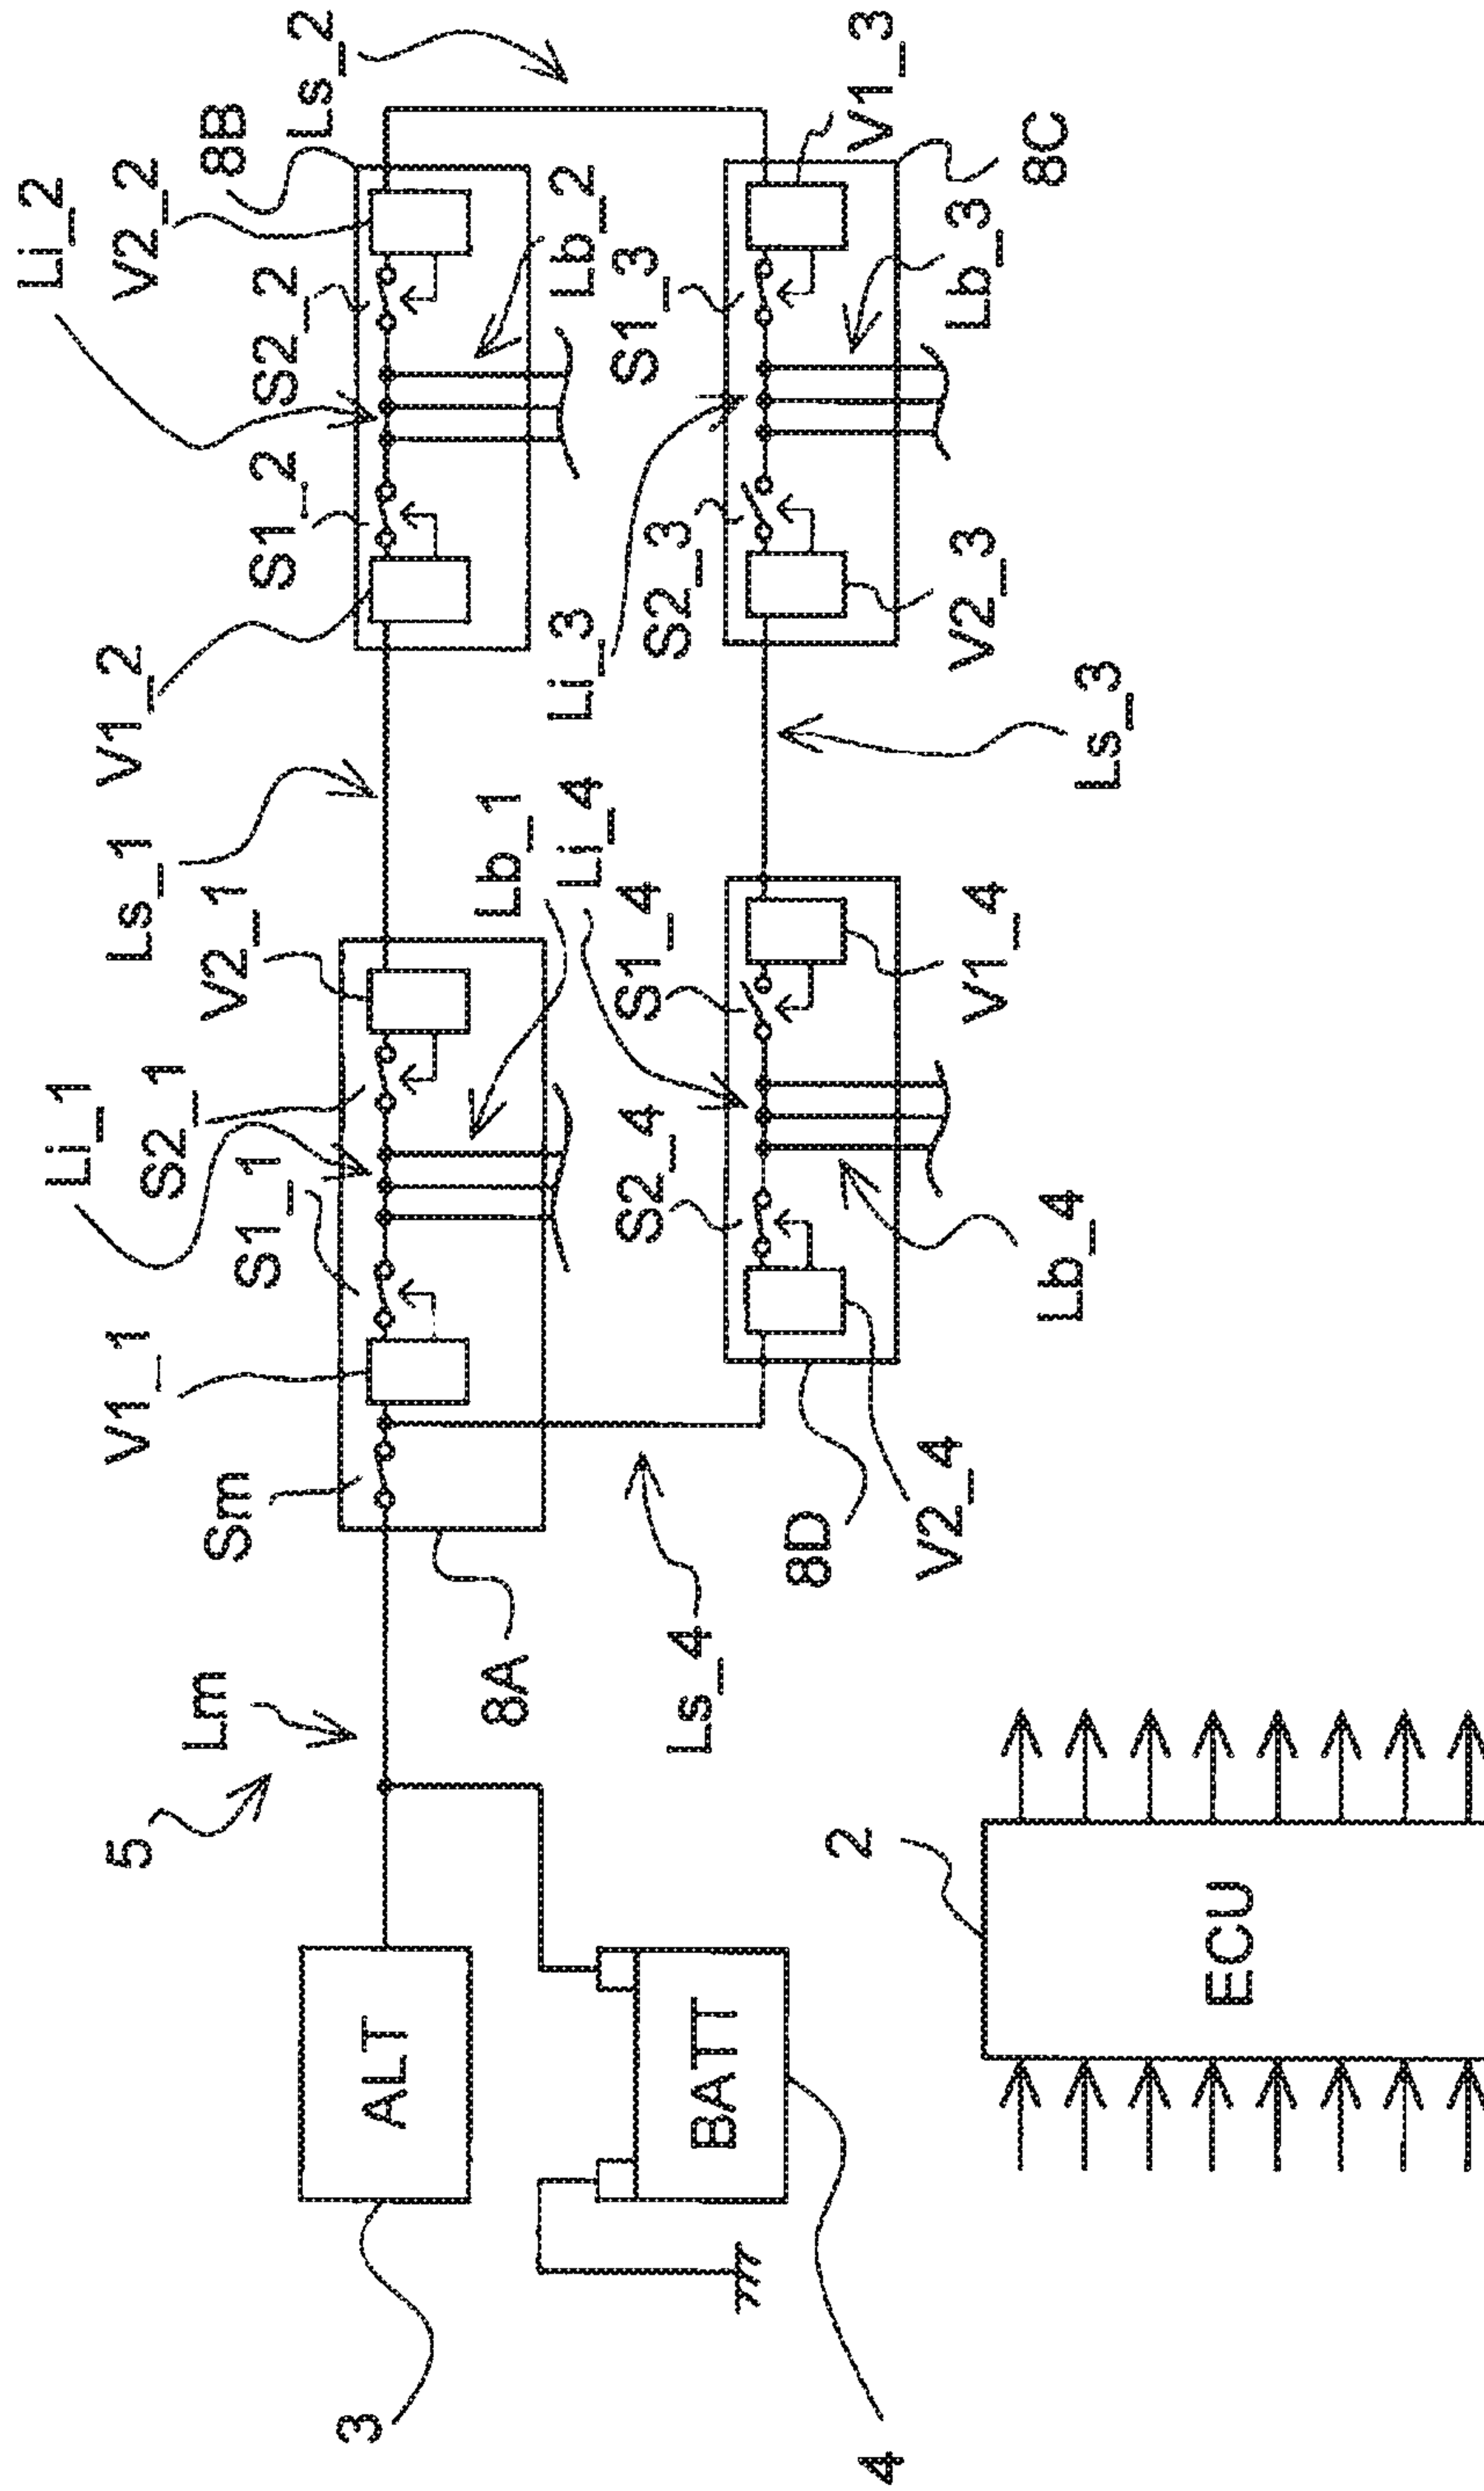 Li_2
V2_2
8B
Ls_2
S2_2
S1_2
Lb_2
V1_2
Ls_1
V2_1
Li_1
S2_1
S1_1
V1_1
Sm
Lb_1
Li_4
Li_3
S1_3
V1_3
8C
Lb_3
S2_3
V2_3
Ls_3
S1_4
V1_4
S2_4
Lb_4
V2_4
8D
8A
Ls_4
Lm
5
ALT
3
BATT
4
2
ECU